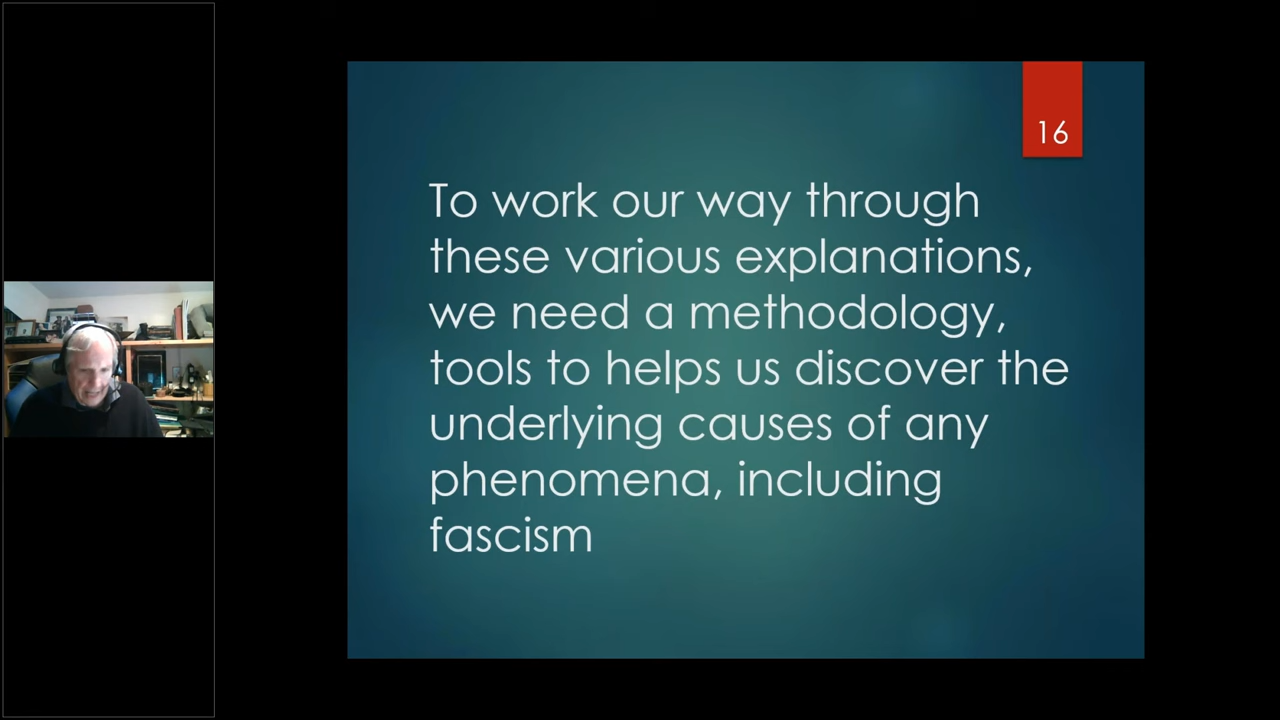 16
To work our way through
these various explanations,
we need a methodology,
tools to helps us discover the
underlying causes of any
phenomena, including
fascism